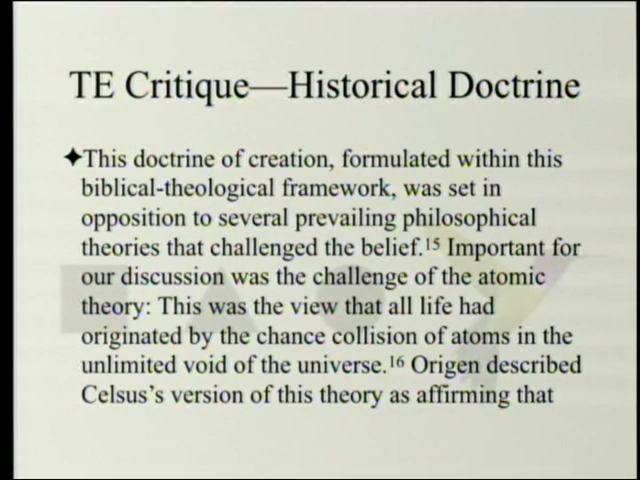 TE Critique—Historical Doctrine
✦This doctrine of creation, formulated within this
biblical-theological framework, was set in
opposition to several prevailing philosophical
theories that challenged the belief.¹⁵ Important for
our discussion was the challenge of the atomic
theory: This was the view that all life had
originated by the chance collision of atoms in the
unlimited void of the universe.¹⁶ Origen described
Celsus’s version of this theory as affirming that